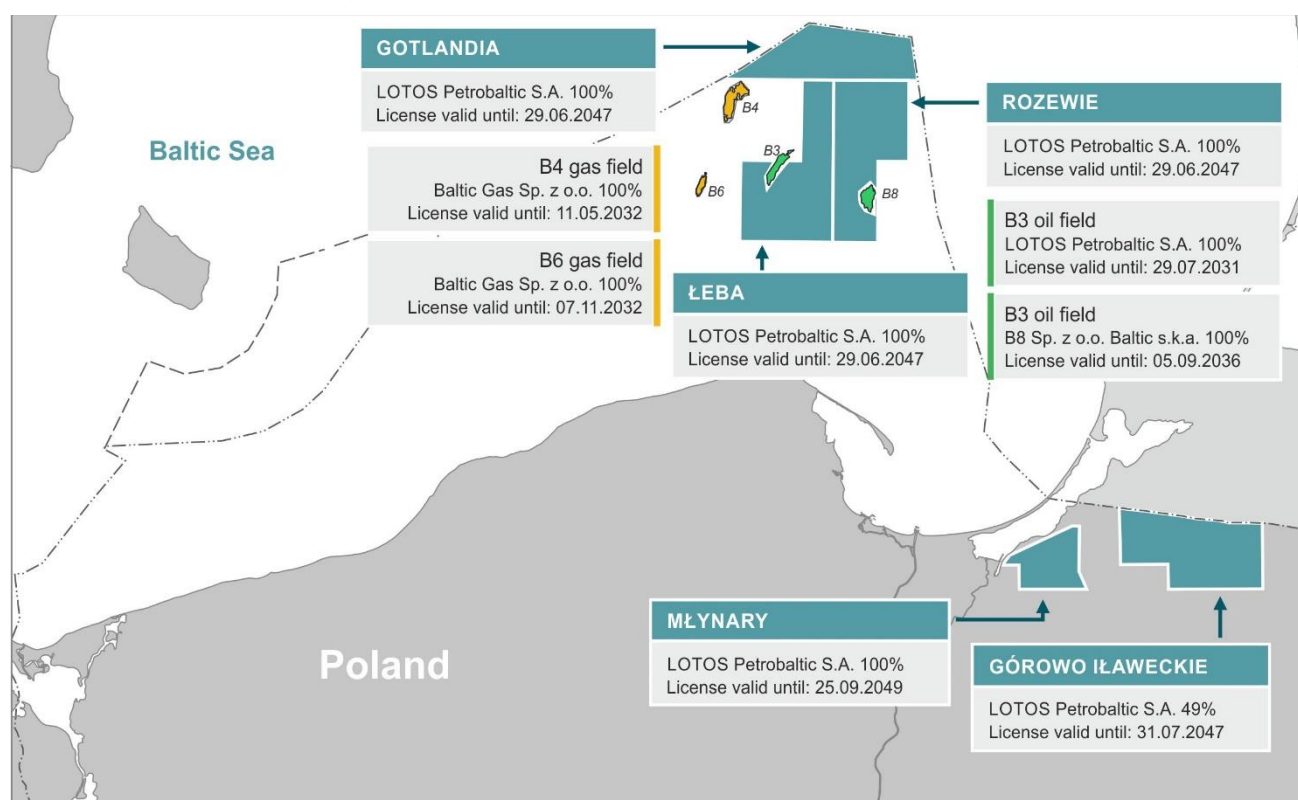 GOTLANDIA
LOTOS Petrobaltic S.A. 100%
License valid until: 29.06.2047
B4 gas field
Baltic Gas Sp. z o.o. 100%
License valid until: 11.05.2032
B6 gas field
Baltic Gas Sp. z o.o. 100%
License valid until: 07.11.2032
Baltic Sea
B4
B3
B6
B8
ROZEWIE
LOTOS Petrobaltic S.A. 100%
License valid until: 29.06.2047
B3 oil field
LOTOS Petrobaltic S.A. 100%
License valid until: 29.07.2031
B3 oil field
B8 Sp. z o.o. Baltic s.k.a. 100%
License valid until: 05.09.2036
ŁEBA
LOTOS Petrobaltic S.A. 100%
License valid until: 29.06.2047
Poland
MŁYNARY
LOTOS Petrobaltic S.A. 100%
License valid until: 25.09.2049
GÓROWO IŁAWECKIE
LOTOS Petrobaltic S.A. 49%
License valid until: 31.07.2047